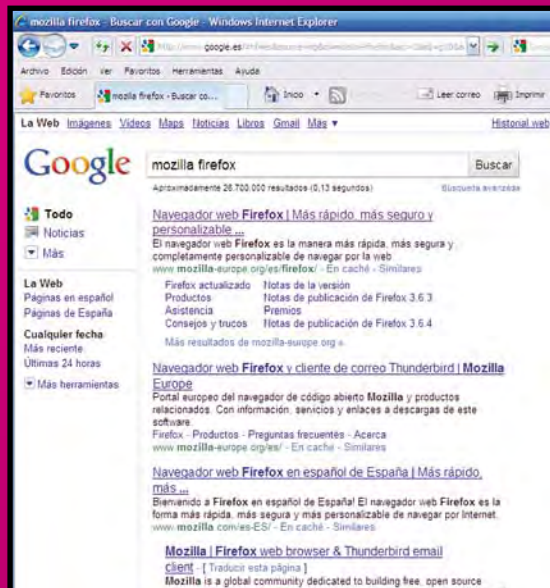 mozilla firefox - Buscar con Google - Windows Internet Explorer
google.es
Archivo Edición Ver Favoritos Herramientas Ayuda
Favoritos mozilla firefox - Buscar co... Inicio Leer correo Imprimir
La Web Imágenes Vídeos Maps Noticias Libros Gmail Más ▼ Historial web
Google mozilla firefox Buscar
Aproximadamente 26.700.000 resultados (0,13 segundos) Búsqueda avanzada
Todo
Noticias
Más
La Web
Páginas en español
Páginas de España
Cualquier fecha
Más reciente
Últimas 24 horas
Más herramientas
Navegador web Firefox | Más rápido, más seguro y
personalizable ...
El navegador web Firefox es la manera más rápida, más segura y
completamente personalizable de navegar por la web
www.mozilla-europe.org/es/firefox/ - En caché - Similares
Firefox actualizado Notas de la versión
Productos Notas de publicación de Firefox 3.6.3
Asistencia Premios
Consejos y trucos Notas de publicación de Firefox 3.6.4
Más resultados de mozilla-europe.org »
Navegador web Firefox y cliente de correo Thunderbird | Mozilla
Europe
Portal europeo del navegador de código abierto Mozilla y productos
relacionados. Con información, servicios y enlaces a descargas de este
software.
Firefox - Productos - Preguntas frecuentes - Acerca
www.mozilla-europe.org/es/ - En caché - Similares
Navegador web Firefox en español de España | Más rápido,
más ...
Bienvenido a Firefox en español de España! El navegador web Firefox es la
forma más rápida, más segura y más personalizable de navegar por Internet.
www.mozilla.com/es-ES/ - En caché - Similares
Mozilla | Firefox web browser & Thunderbird email
client - [ Traducir esta página ]
Mozilla is a global community dedicated to building free, open source